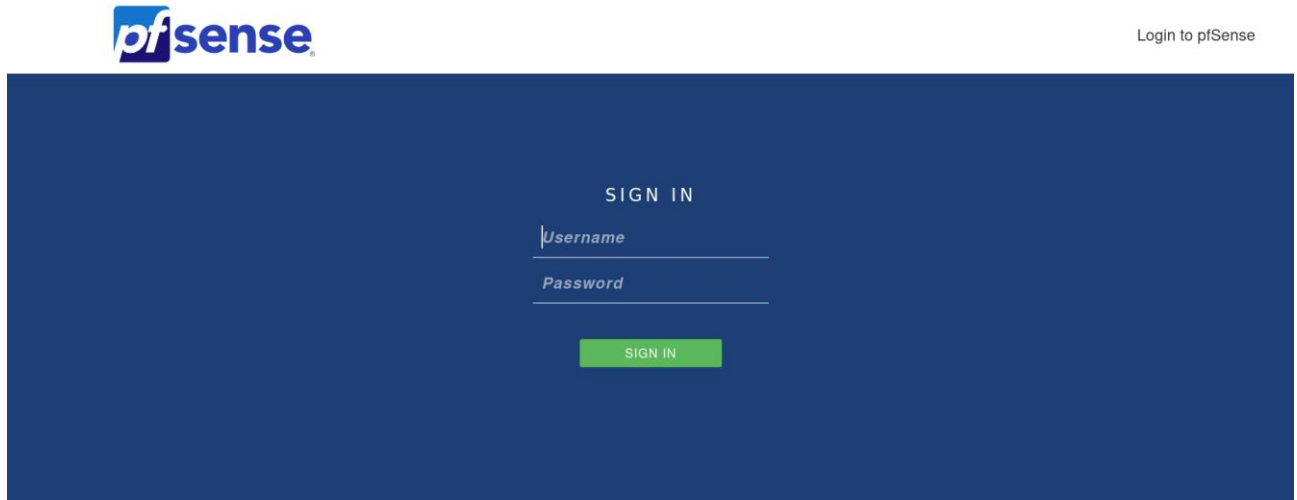 pfsense®
Login to pfSense
SIGN IN
Username
Password
SIGN IN